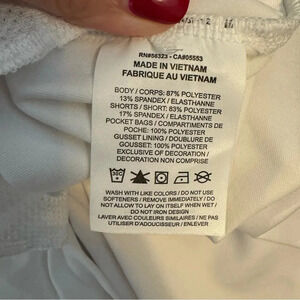 RN#56323 - CA#05553
MADE IN VIETNAM
FABRIQUE AU VIETNAM
BODY / CORPS: 87% POLYESTER
13% SPANDEX / ELASTHANNE
SHORTS / SHORT: 83% POLYESTER
17% SPANDEX / ELASTHANNE
POCKET BAGS / COMPARTIMENTS DE
POCHE: 100% POLYESTER
GUSSET LINING / DOUBLURE DU
GOUSSET: 100% POLYESTER
EXCLUSIVE OF DECORATION /
DECORATION NON COMPRISE
WASH WITH LIKE COLORS / DO NOT USE
SOFTENERS / REMOVE IMMEDIATELY / DO
NOT ALLOW TO LAY ON ITSELF WHEN WET /
DO NOT IRON DESIGN
LAVER AVEC COULEURS SIMILAIRES / NE PAS
UTILISER D'ADOUCISSEUR / ENLEVER